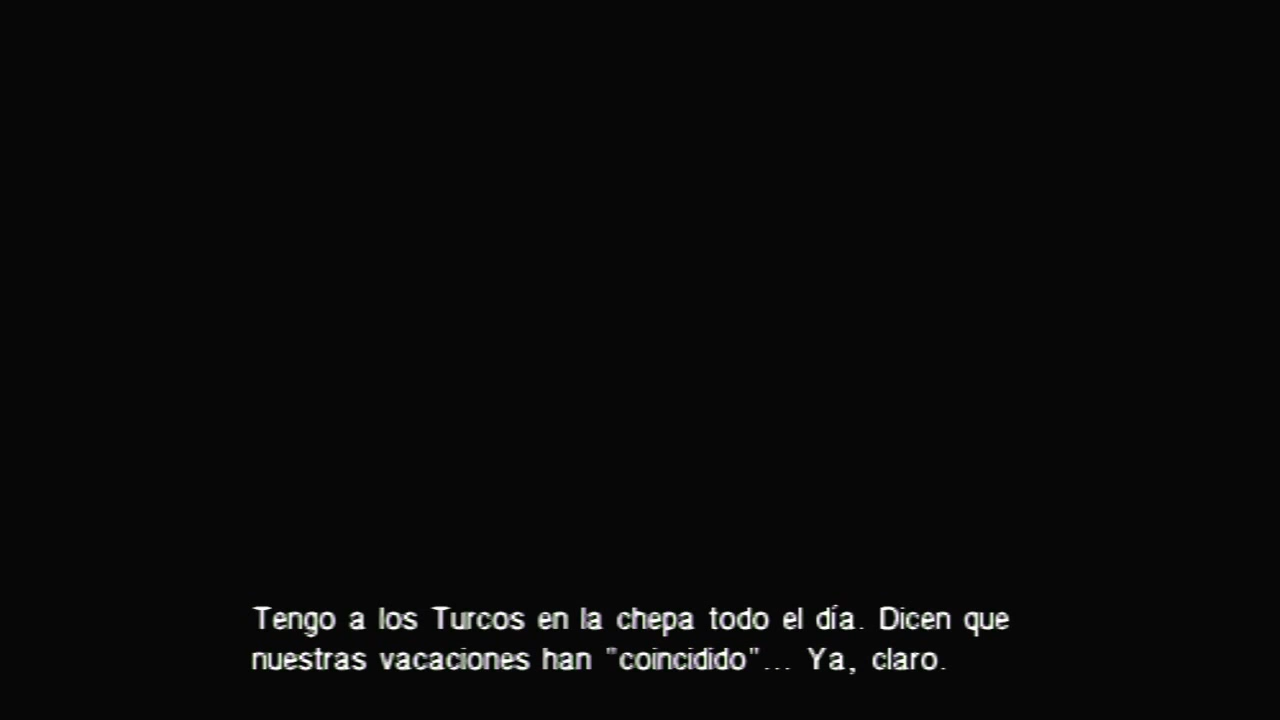 Tengo a los Turcos en la chepa todo el día. Dicen que
nuestras vacaciones han "coincidido"... Ya, claro.